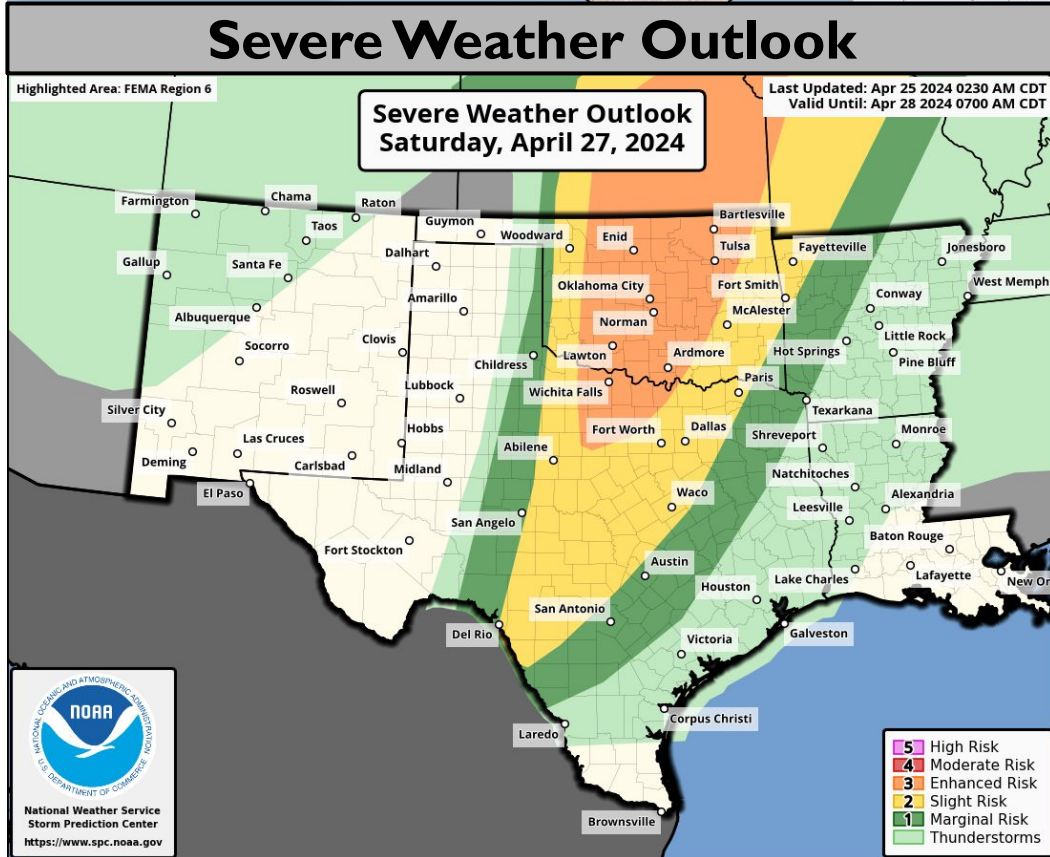 Severe Weather Outlook
Highlighted Area: FEMA Region 6
Last Updated: Apr 25 2024 0230 AM CDT
Valid Until: Apr 28 2024 0700 AM CDT
Severe Weather Outlook
Saturday, April 27, 2024
Farmington
Chama
Raton
Taos
Guymon
Woodward
Enid
Bartlesville
Tulsa
Fayetteville
Jonesboro
Gallup
Santa Fe
Dalhart
Oklahoma City
Fort Smith
Conway
West Memph
Albuquerque
Amarillo
Norman
McAlester
Little Rock
Socorro
Clovis
Childress
Lawton
Ardmore
Hot Springs
Pine Bluff
Roswell
Lubbock
Wichita Falls
Paris
Texarkana
Silver City
Las Cruces
Hobbs
Fort Worth
Dallas
Shreveport
Monroe
Deming
Carlsbad
Midland
Abilene
Natchitoches
El Paso
San Angelo
Waco
Leesville
Alexandria
Fort Stockton
Baton Rouge
Austin
Houston
Lake Charles
Lafayette
New Or
San Antonio
Del Rio
Victoria
Galveston
Laredo
Corpus Christi
Brownsville
NATIONAL OCEANIC AND ATMOSPHERIC ADMINISTRATION
NOAA
U.S. DEPARTMENT OF COMMERCE
National Weather Service
Storm Prediction Center
https://www.spc.noaa.gov
5 High Risk
4 Moderate Risk
3 Enhanced Risk
2 Slight Risk
1 Marginal Risk
Thunderstorms